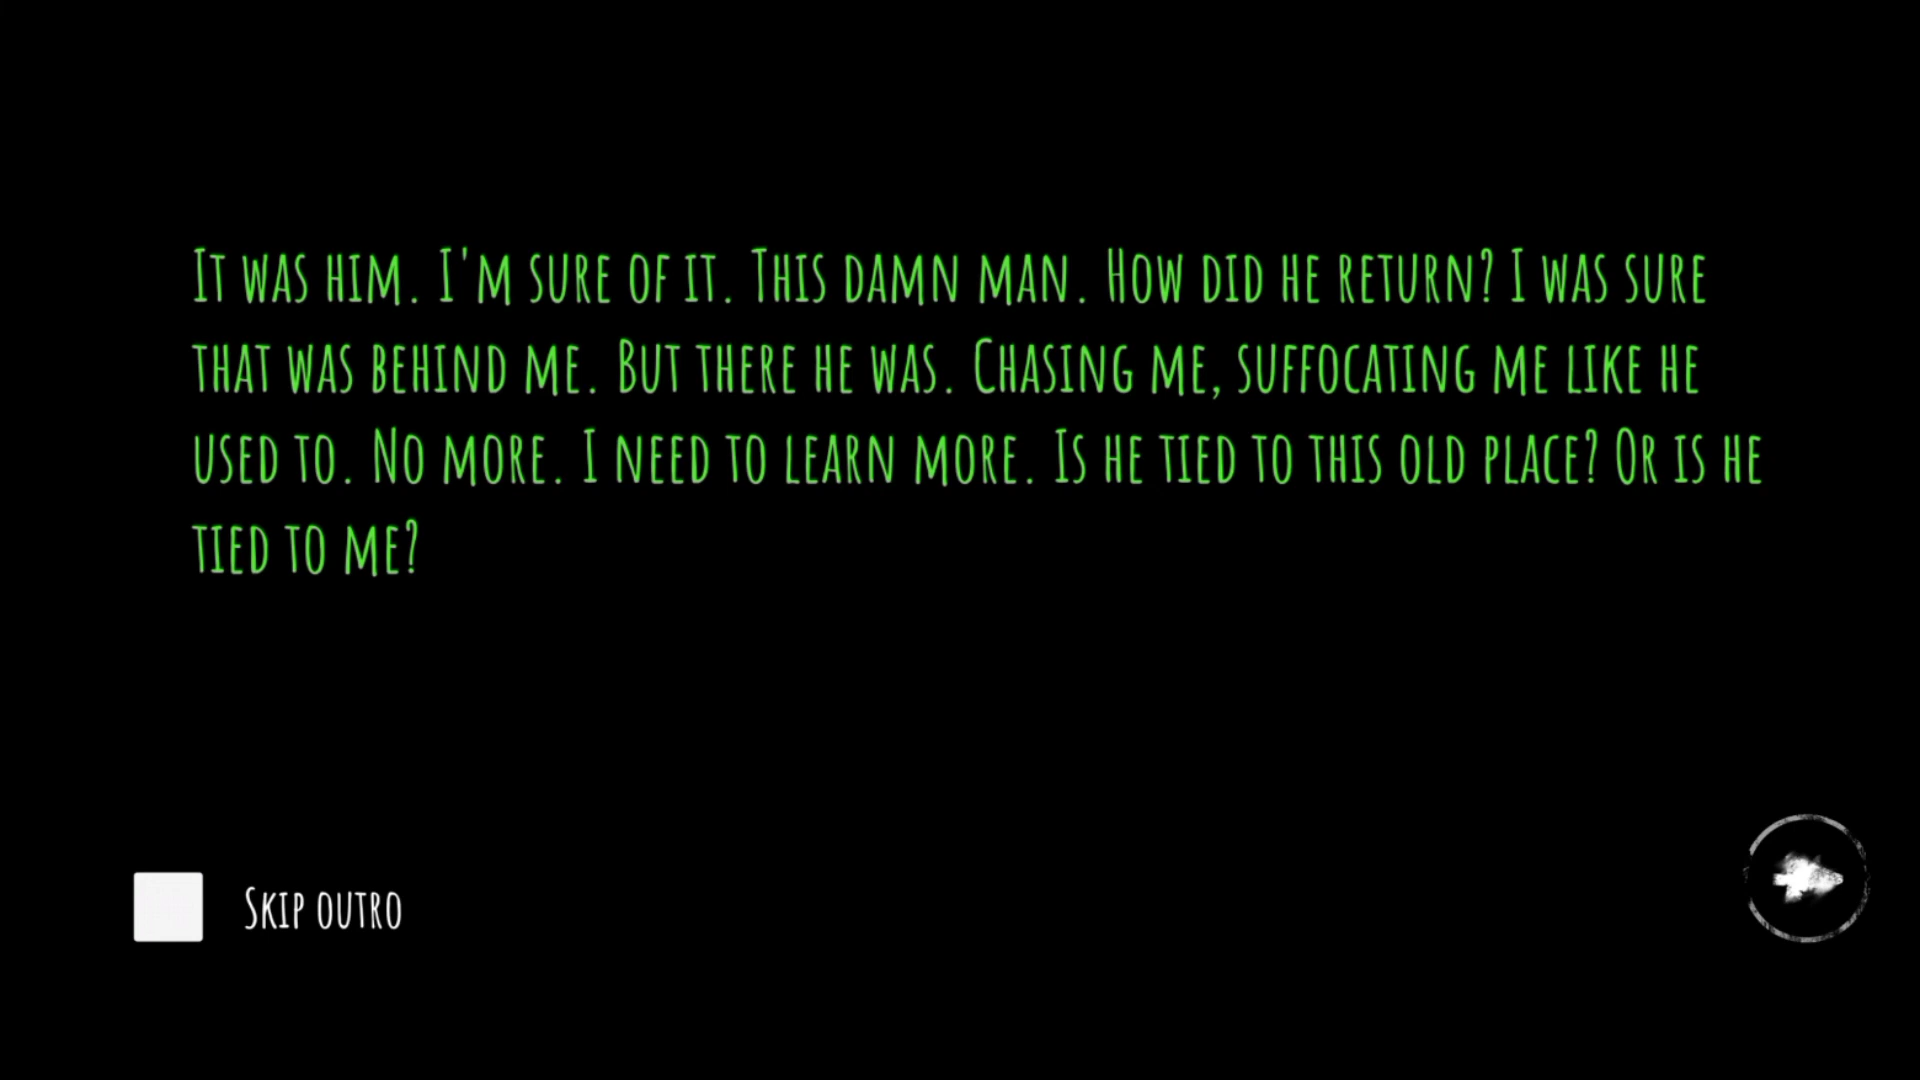 It was him. I'm sure of it. This damn man. How did he return? I was sure
that was behind me. But there he was. Chasing me, suffocating me like he
used to. No more. I need to learn more. Is he tied to this old place? Or is he
tied to me?
Skip outro